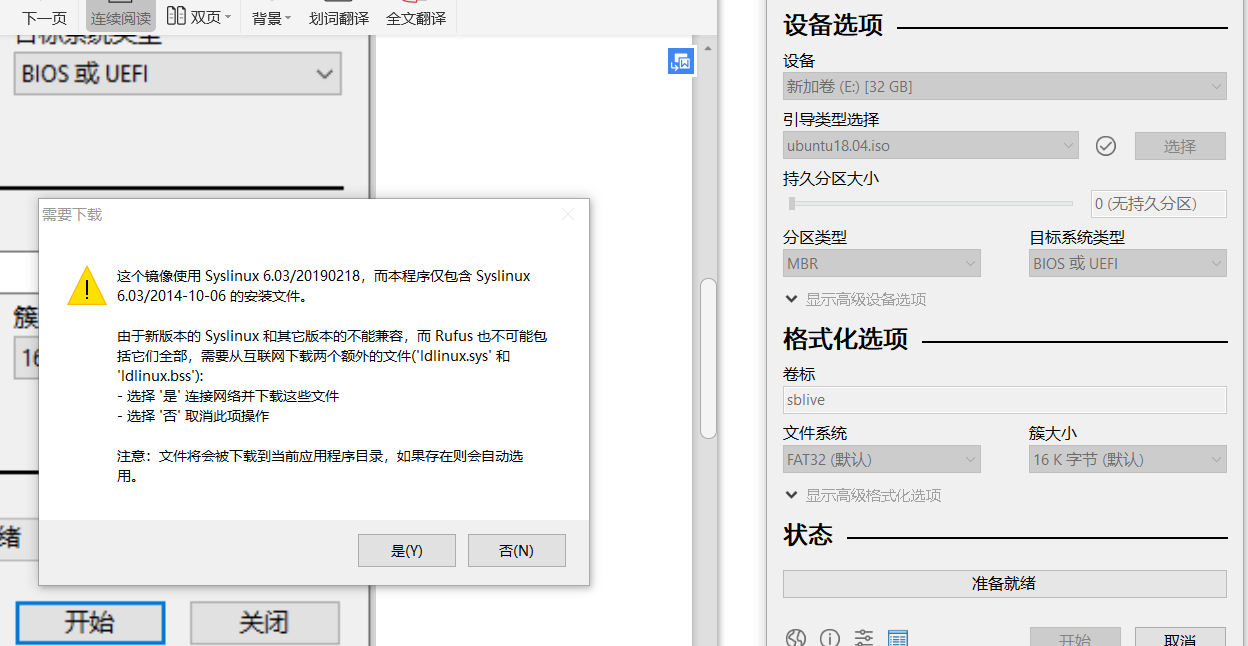 下一页
连续阅读
双页
背景
划词翻译
全文翻译
目标系统类型
BIOS 或 UEFI
需要下载
这个镜像使用 Syslinux 6.03/20190218，而本程序仅包含 Syslinux
6.03/2014-10-06 的安装文件。
由于新版本的 Syslinux 和其它版本的不能兼容，而 Rufus 也不可能包
括它们全部，需要从互联网下载两个额外的文件('ldlinux.sys' 和
'ldlinux.bss'):
- 选择 '是' 连接网络并下载这些文件
- 选择 '否' 取消此项操作
注意：文件将会被下载到当前应用程序目录，如果存在则会自动选
用。
是(Y)
否(N)
簇
16
绪
开始
关闭
设备选项
设备
新加卷 (E:) [32 GB]
引导类型选择
ubuntu18.04.iso
选择
持久分区大小
0 (无持久分区)
分区类型
目标系统类型
MBR
BIOS 或 UEFI
显示高级设备选项
格式化选项
卷标
sblive
文件系统
簇大小
FAT32 (默认)
16 K 字节 (默认)
显示高级格式化选项
状态
准备就绪
开始
取消